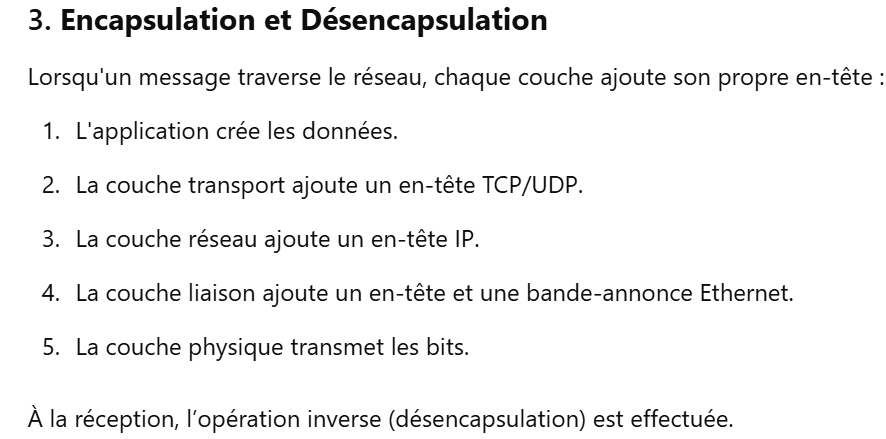 3. Encapsulation et Désencapsulation
Lorsqu'un message traverse le réseau, chaque couche ajoute son propre en-tête :
1. L'application crée les données.
2. La couche transport ajoute un en-tête TCP/UDP.
3. La couche réseau ajoute un en-tête IP.
4. La couche liaison ajoute un en-tête et une bande-annonce Ethernet.
5. La couche physique transmet les bits.
À la réception, l’opération inverse (désencapsulation) est effectuée.